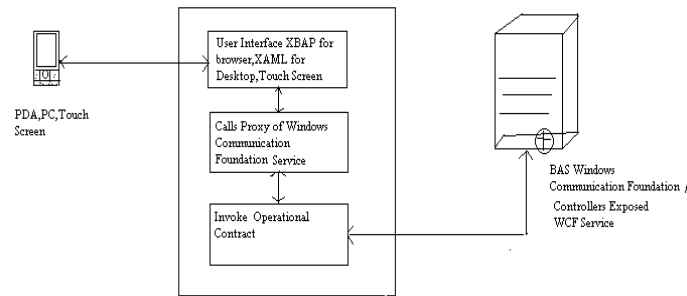 User Interface XBAP for
browser,XAML for
Desktop,Touch Screen
PDA,PC,Touch
Screen
Calls Proxy of Windows
Communication
Foundation Service
Invoke Operational
Contract
BAS Windows
Communication Foundation /
Controllers Exposed
WCF Service